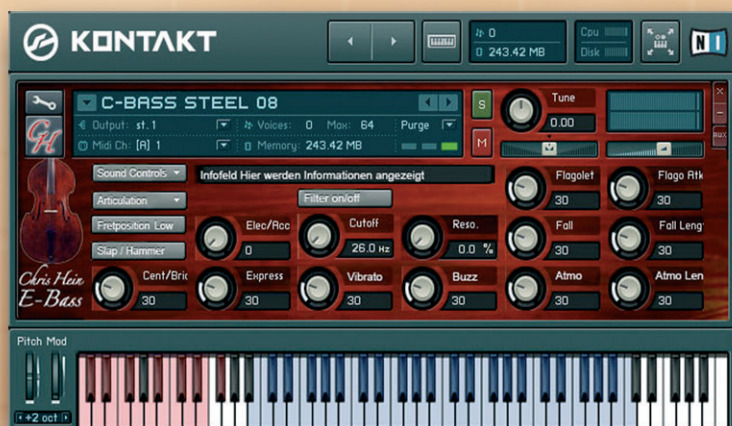 KONTAKT
0
0 243.42 MB
Cpu
Disk
NI
C-BASS STEEL 08
Output: st.1 Voices: 0 Max: 64 Purge
Midi Ch: [A] 1 Memory: 243.42 MB
S
M
Tune
0.00
×
–
aux
GH
Sound Controls
Infofeld Hier werden Informationen angezeigt
Articulation
Filter on/off
Fretposition Low
Slap / Hammer
Elec/Acc
0
Cutoff
26.0 Hz
Reso.
0.0 %
Flagolet
30
Flago Atk
30
Fall
30
Fall Leng
30
Chris Hein
E-Bass
Cent/Bric
30
Express
30
Vibrato
30
Buzz
30
Atmo
30
Atmo Len
30
Pitch Mod
+2 oct